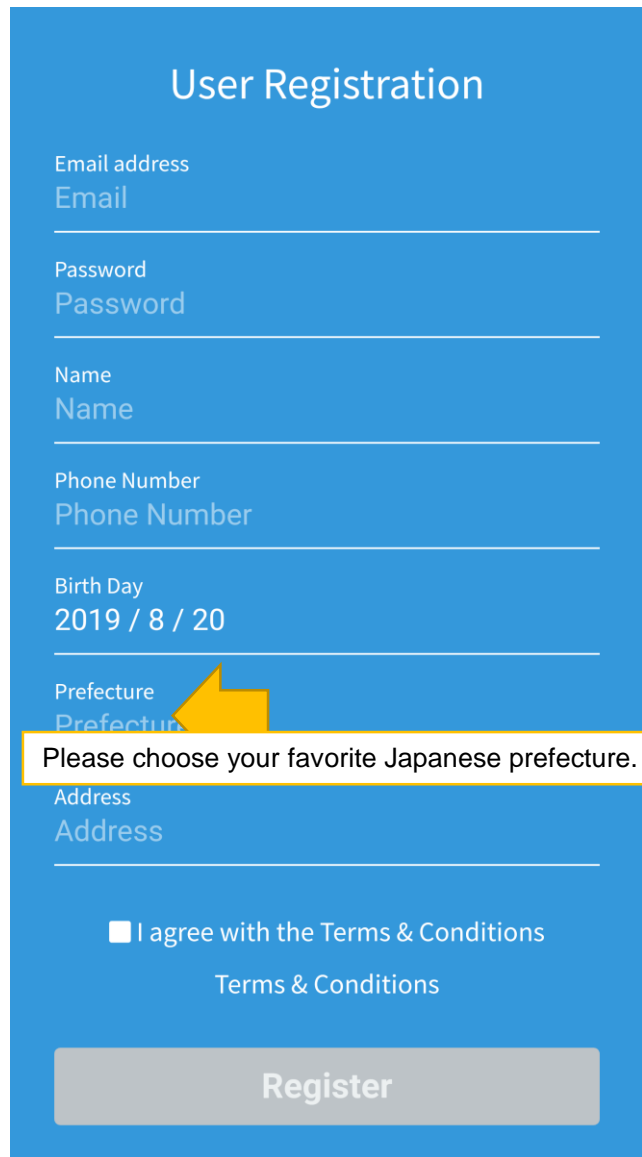 User Registration
Email address
Email
Password
Password
Name
Name
Phone Number
Phone Number
Birth Day
2019 / 8 / 20
Prefecture
Prefecture
Please choose your favorite Japanese prefecture.
Address
Address
I agree with the Terms & Conditions
Terms & Conditions
Register